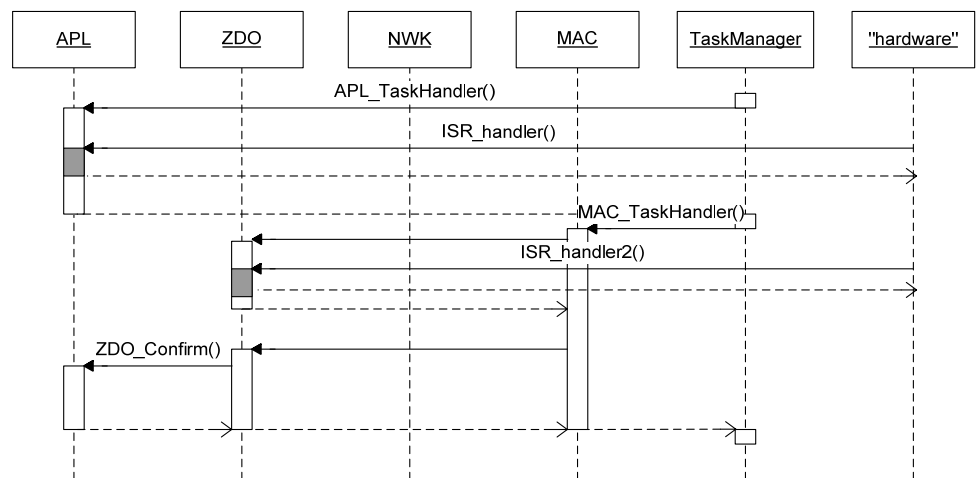 APL
ZDO
NWK
MAC
TaskManager
"hardware"
APL_TaskHandler()
ISR_handler()
MAC_TaskHandler()
ISR_handler2()
ZDO_Confirm()